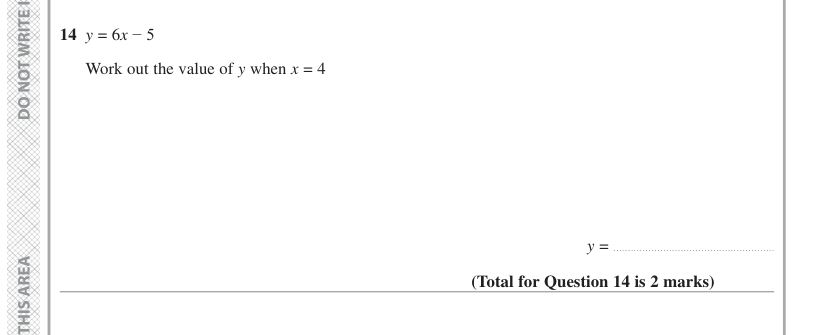 14 y = 6x − 5
Work out the value of y when x = 4
y = ........................................................
(Total for Question 14 is 2 marks)
DO NOT WRITE I
THIS AREA